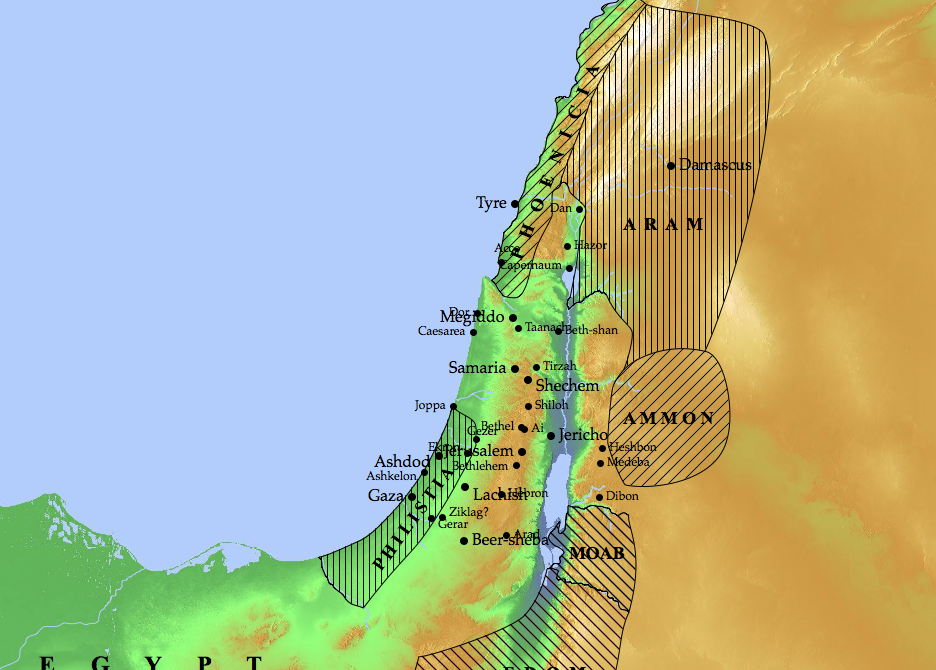 PHOENICIA
Damascus
Tyre
Dan
ARAM
Hazor
Acco
Capernaum
Dor
Megiddo
Taanach
Beth-shan
Caesarea
Samaria
Tirzah
Shechem
Joppa
Shiloh
AMMON
Bethel
Ai
Gezer
Jericho
Ekron
Jerusalem
Heshbon
Ashdod
Bethlehem
Medeba
Ashkelon
Gaza
Lachish
Hebron
Dibon
PHILISTIA
Ziklag?
Gerar
Arad
Beer-sheba
MOAB
EGYPT
EDOM